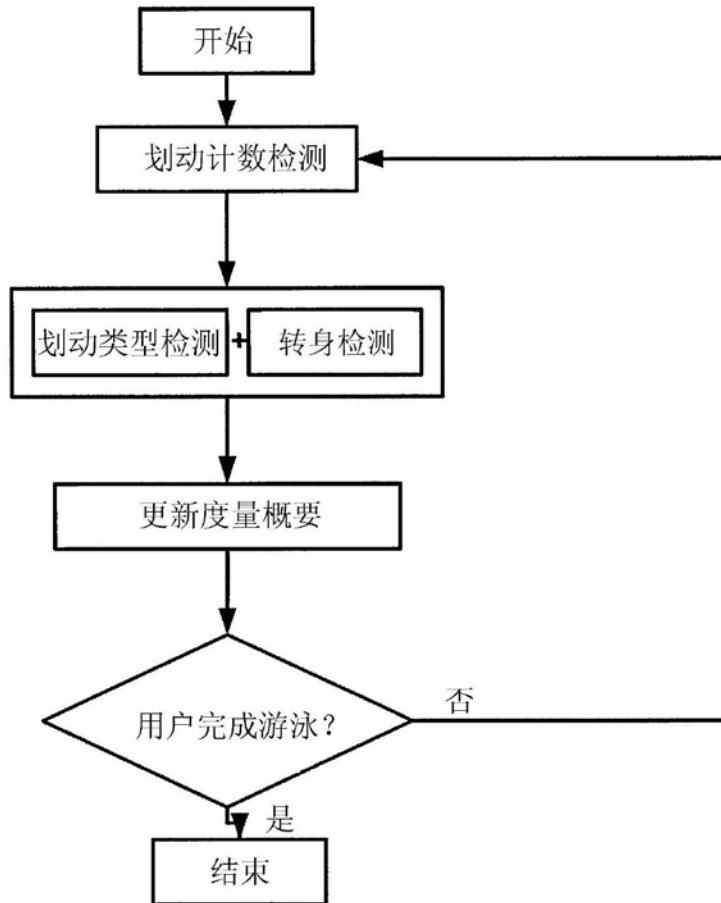 开始
划动计数检测
划动类型检测 + 转身检测
更新度量概要
用户完成游泳?
否
是
结束